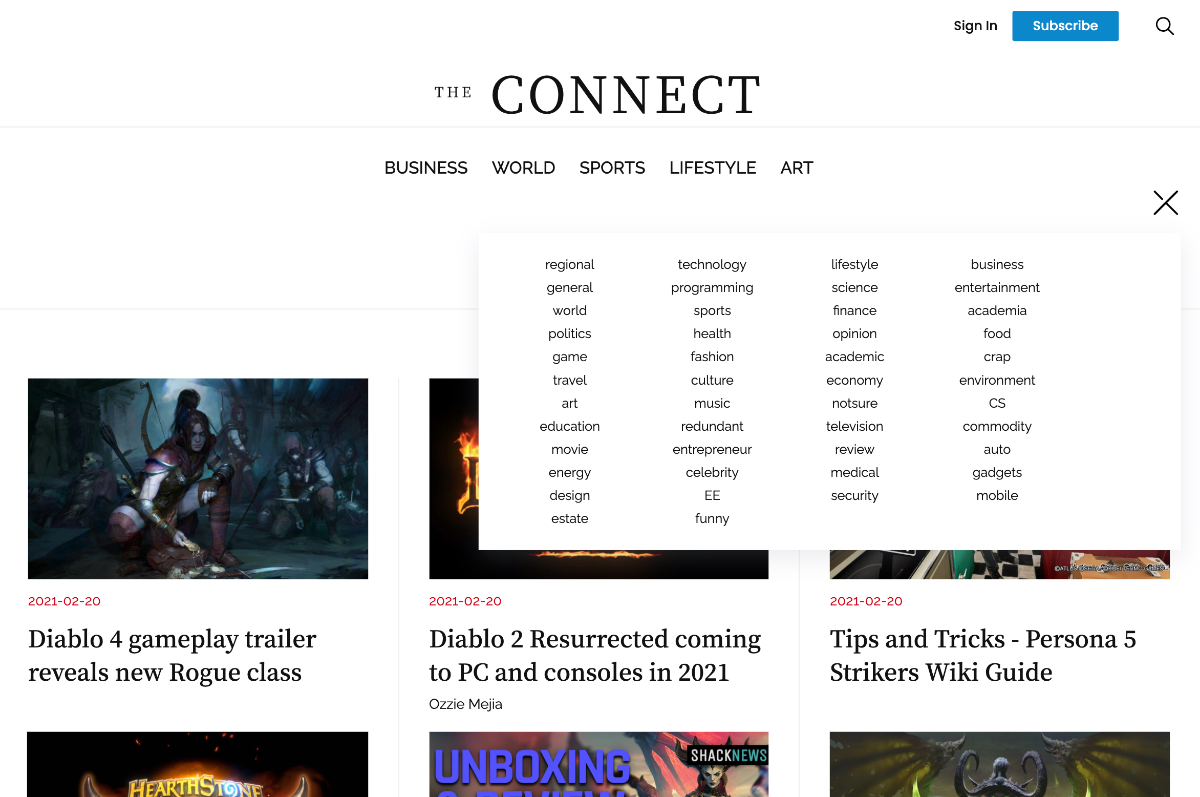 Sign In Subscribe
THE CONNECT
BUSINESS WORLD SPORTS LIFESTYLE ART
regional technology lifestyle business
general programming science entertainment
world sports finance academia
politics health opinion food
game fashion academic crap
travel culture economy environment
art music notsure CS
education redundant television commodity
movie entrepreneur review auto
energy celebrity medical gadgets
design EE security mobile
estate funny
2021-02-20
Diablo 4 gameplay trailer
reveals new Rogue class
2021-02-20
Diablo 2 Resurrected coming
to PC and consoles in 2021
Ozzie Mejia
2021-02-20
Tips and Tricks - Persona 5
Strikers Wiki Guide
HEARTHSTONE
UNBOXING
SHACKNEWS